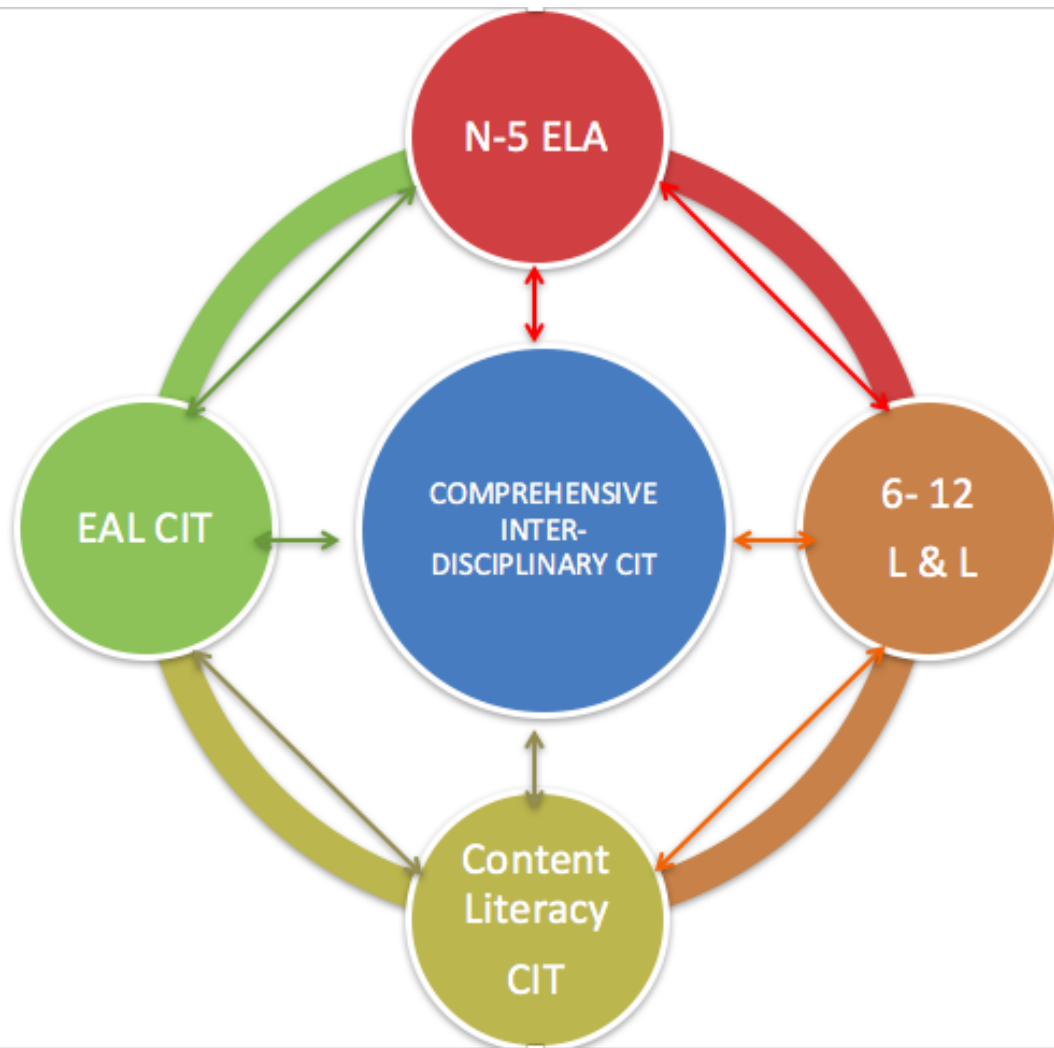 N-5 ELA
COMPREHENSIVE
INTER-
DISCIPLINARY CIT
EAL CIT
6- 12
L & L
Content
Literacy
CIT